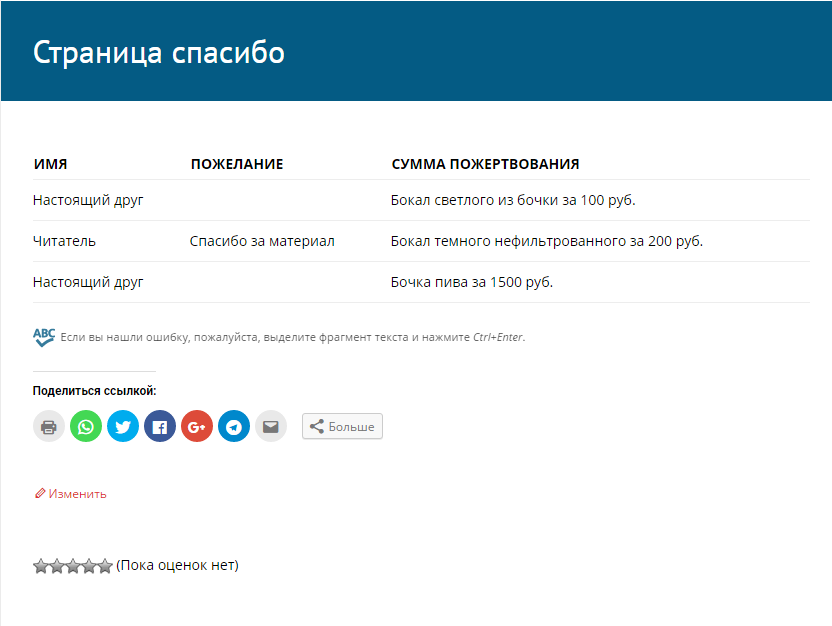 Страница спасибо
ИМЯ ПОЖЕЛАНИЕ СУММА ПОЖЕРТВОВАНИЯ
Настоящий друг Бокал светлого из бочки за 100 руб.
Читатель Спасибо за материал Бокал темного нефильтрованного за 200 руб.
Настоящий друг Бочка пива за 1500 руб.
ABC Если вы нашли ошибку, пожалуйста, выделите фрагмент текста и нажмите Ctrl+Enter.
Поделиться ссылкой:
G+ Больше
Изменить
(Пока оценок нет)